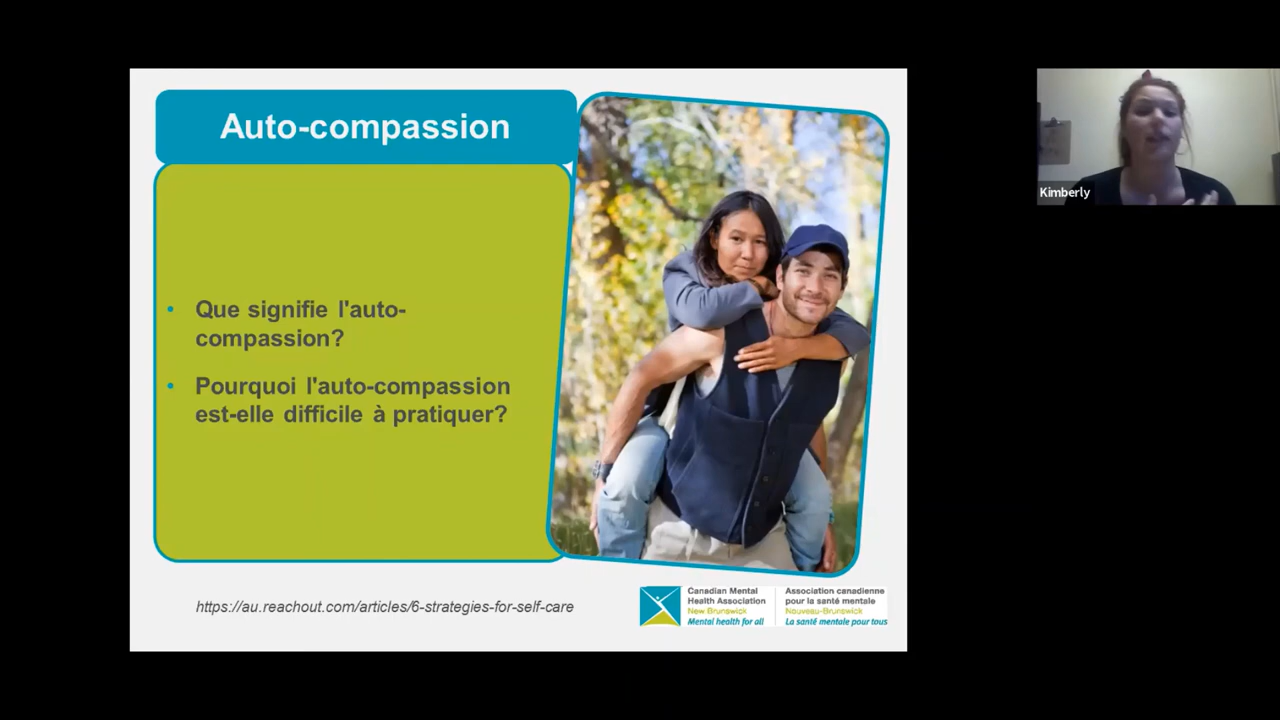 Auto-compassion
Kimberly
• Que signifie l'auto-
compassion?
• Pourquoi l'auto-compassion
est-elle difficile à pratiquer?
https://au.reachout.com/articles/6-strategies-for-self-care
Canadian Mental
Health Association
New Brunswick
Mental health for all
Association canadienne
pour la santé mentale
Nouveau-Brunswick
La santé mentale pour tous